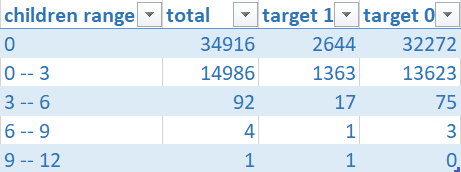 children range total target 1 target 0
0 34916 2644 32272
0 -- 3 14986 1363 13623
3 -- 6 92 17 75
6 -- 9 4 1 3
9 -- 12 1 1 0